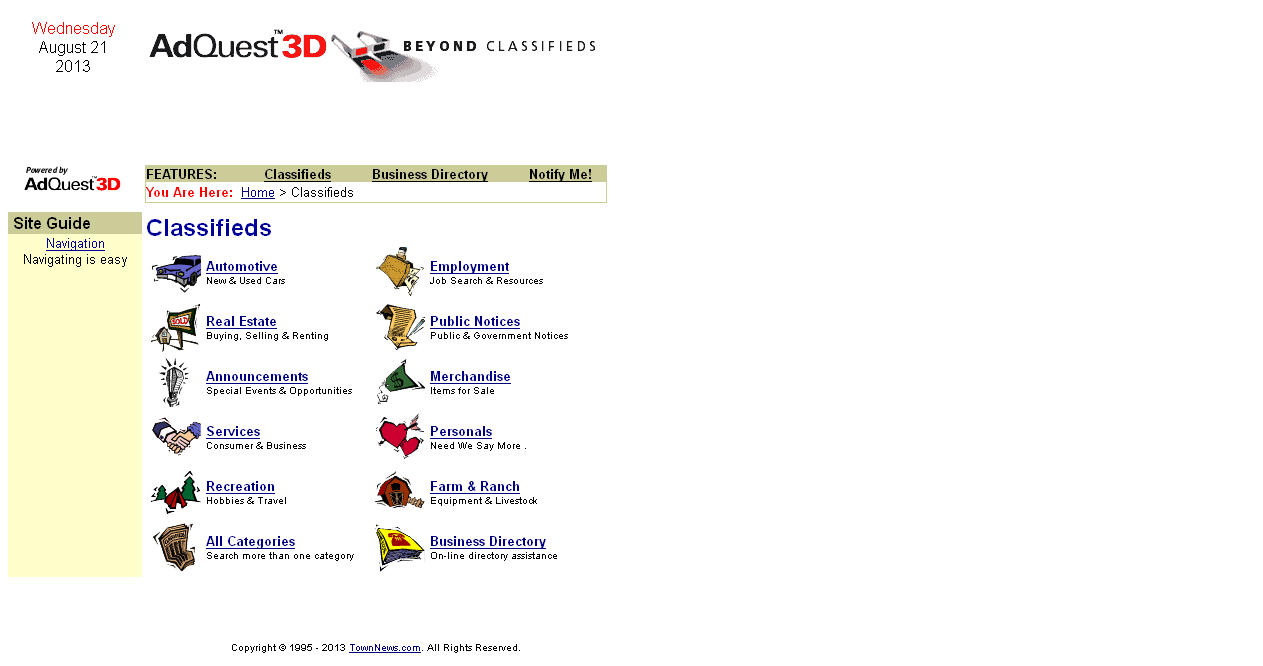 Wednesday
August 21
2013
AdQuest™3D BEYOND CLASSIFIEDS
Powered by
AdQuest™3D
FEATURES: Classifieds Business Directory Notify Me!
You Are Here: Home > Classifieds
Site Guide
Navigation
Navigating is easy
Classifieds
Automotive
New & Used Cars
Employment
Job Search & Resources
SOLD
Real Estate
Buying, Selling & Renting
Public Notices
Public & Government Notices
Announcements
Special Events & Opportunities
Merchandise
Items for Sale
Services
Consumer & Business
Personals
Need We Say More .
Recreation
Hobbies & Travel
Farm & Ranch
Equipment & Livestock
All Categories
Search more than one category
Business Directory
On-line directory assistance
Copyright © 1995 - 2013 TownNews.com. All Rights Reserved.